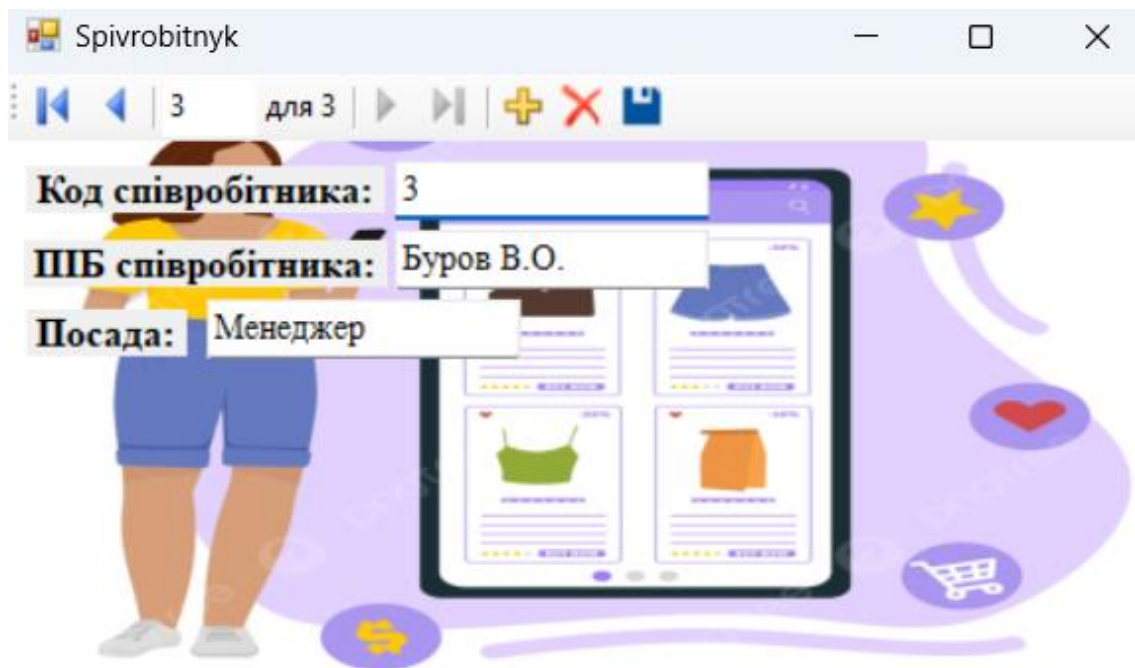 Spivrobitnyk
3 для 3
Код співробітника: 3
ПІБ співробітника: Буров В.О.
Посада: Менеджер